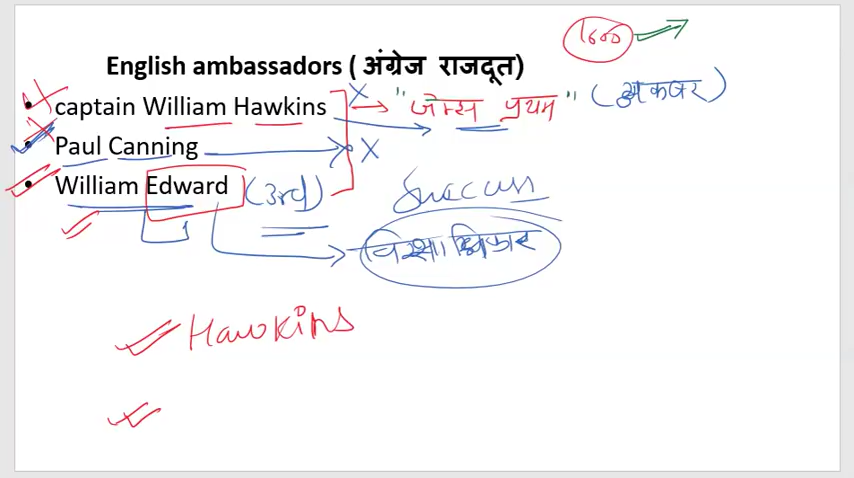 1600
English ambassadors ( अंग्रेज राजदूत)
• captain William Hawkins x → "जेम्स प्रथम" (अकबर)
• Paul Canning x
• William Edward (3rd) Success
Hawkins